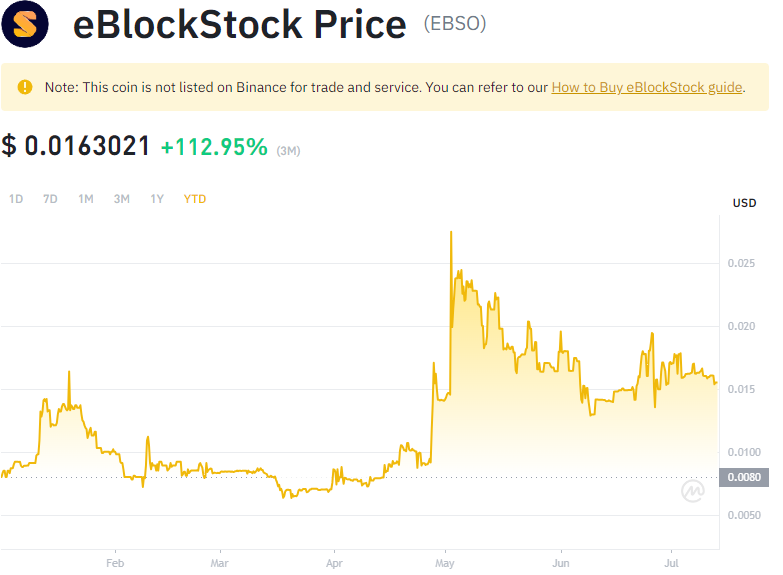 eBlockStock Price (EBSO)
Note: This coin is not listed on Binance for trade and service. You can refer to our How to Buy eBlockStock guide.
$ 0.0163021 +112.95% (3M)
1D 7D 1M 3M 1Y YTD
USD
0.025
0.020
0.015
0.0100
0.0080
0.0050
Feb Mar Apr May Jun Jul